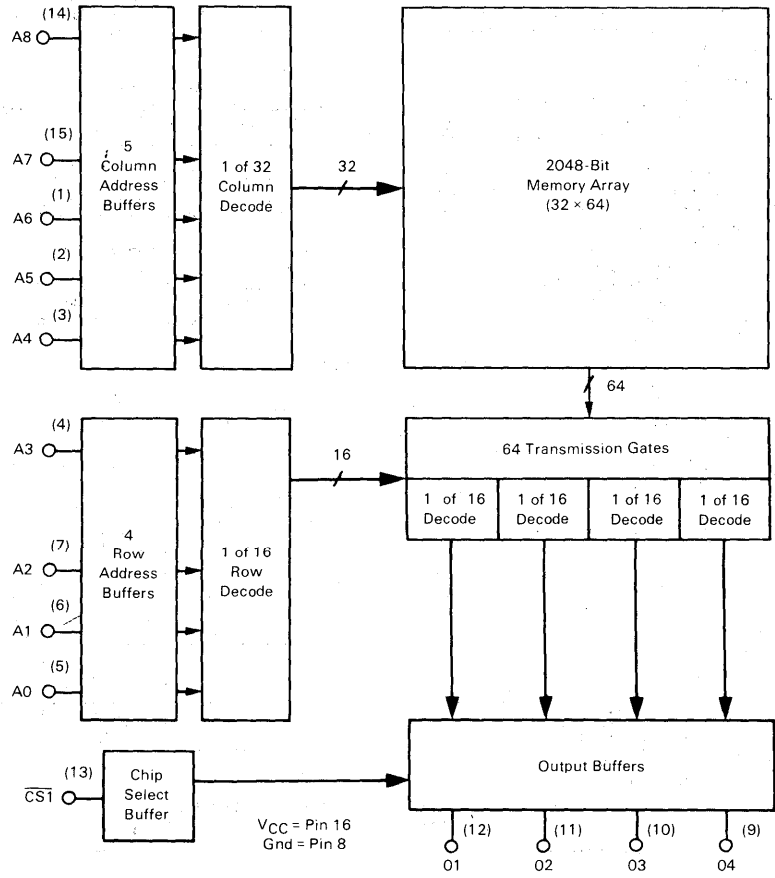 (14)
A8
(15)
A7
(1)
A6
(2)
A5
(3)
A4
5
Column
Address
Buffers
1 of 32
Column
Decode
32
2048-Bit
Memory Array
(32 × 64)
64
(4)
A3
(7)
A2
(6)
A1
(5)
A0
4
Row
Address
Buffers
1 of 16
Row
Decode
16
64 Transmission Gates
1 of 16
Decode
1 of 16
Decode
1 of 16
Decode
1 of 16
Decode
(13)
C̅S̅1̅
Chip
Select
Buffer
Output Buffers
VCC = Pin 16
Gnd = Pin 8
(12)
(11)
(10)
(9)
01
02
03
04